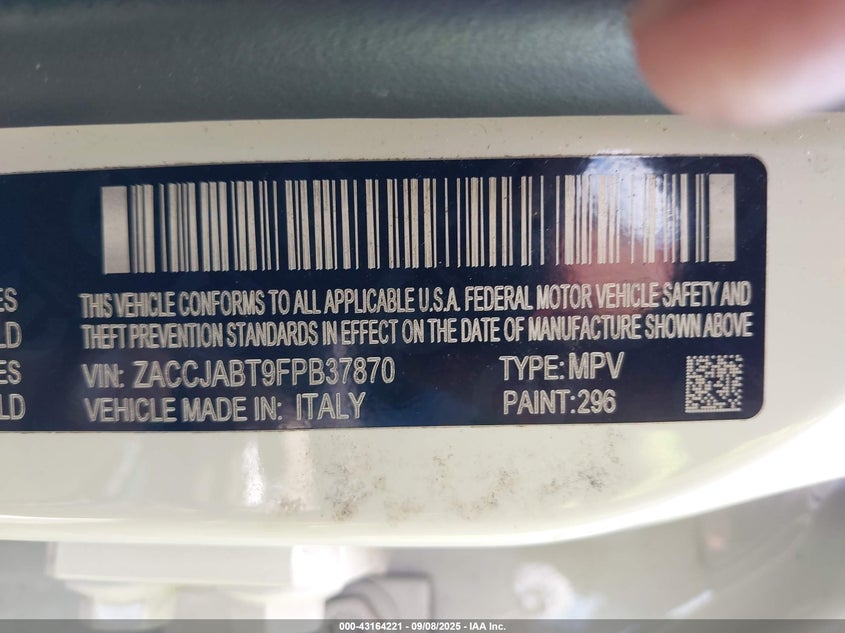 THIS VEHICLE CONFORMS TO ALL APPLICABLE U.S.A. FEDERAL MOTOR VEHICLE SAFETY AND
ES
THEFT PREVENTION STANDARDS IN EFFECT ON THE DATE OF MANUFACTURE SHOWN ABOVE
LD
ES VIN: ZACCJABT9FPB37870 TYPE: MPV
LD VEHICLE MADE IN: ITALY PAINT:296
000-43164221 - 09/08/2025 - IAA Inc.